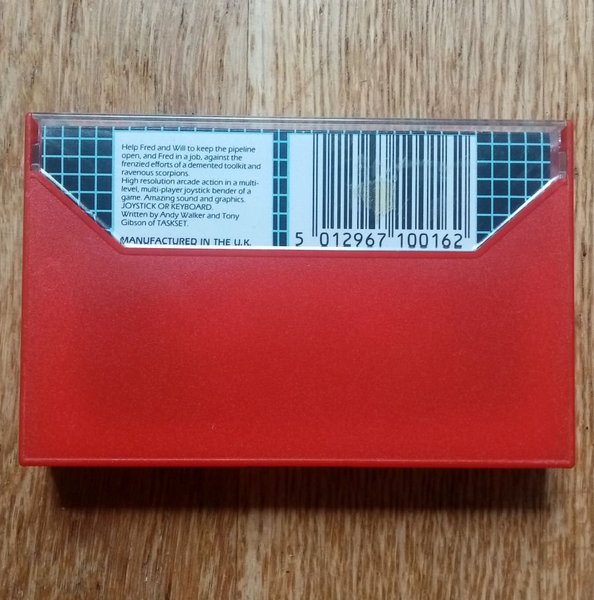 Help Fred and Will to keep the pipeline
open, and Fred in a job, against the
frenzied efforts of a demented toolkit and
ravenous scorpions.
High resolution arcade action in a multi-
level, multi-player joystick bender of a
game. Amazing sound and graphics.
JOYSTICK OR KEYBOARD.
Written by Andy Walker and Tony
Gibson of TASKSET.
MANUFACTURED IN THE U.K.
5 012967 100162